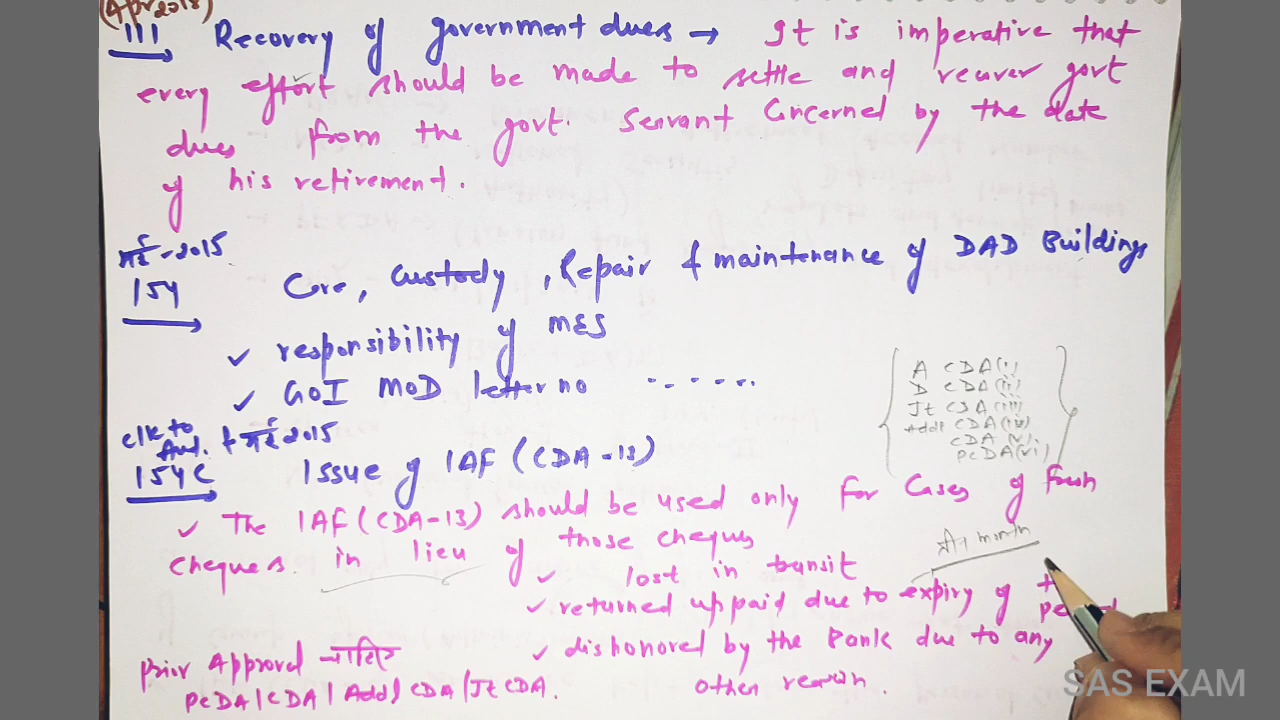 (Apr 2018)
111 Recovery of government dues → It is imperative that
every effort should be made to settle and recover govt
dues from the govt. servant Concerned by the date
of his retirement.
2015
154 Care, Custody, Repair & maintenance of DAD Buildings
✓ responsibility of MES
✓ GOI MOD letter no ......
A CDA(i)
D CDA(ii)
Jt CDA(iii)
Addl CDA(iv)
CDA(v)
PCDA(vi)
clk to
Aud. + 2015
154C Issue of IAF (CDA-13)
✓ The IAF (CDA-13) should be used only for Cases of fresh
cheques in lieu of those cheques
month
✓ lost in transit
✓ returned uppaid due to expiry of
✓ dishonored by the Bank due to any
other reason.
Prior Approval → चाहिए
PCDA/CDA/Addl CDA/Jt CDA.
SAS EXAM